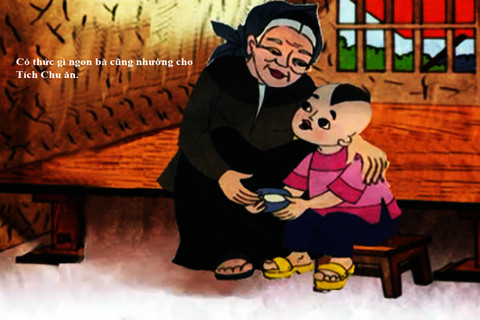 Có thức gì ngon bà cũng nhường cho
Tích Chu ăn.